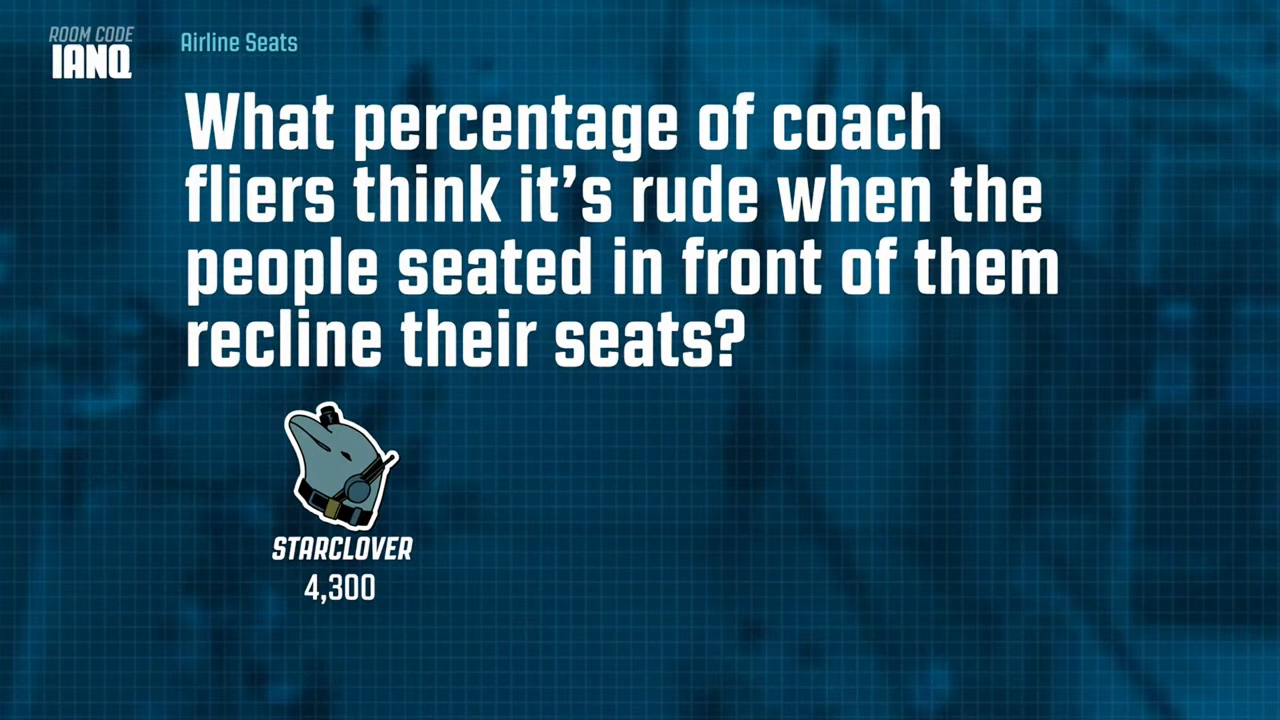 ROOM CODE
IANQ
Airline Seats
What percentage of coach
fliers think it's rude when the
people seated in front of them
recline their seats?
STARCLOVER
4,300